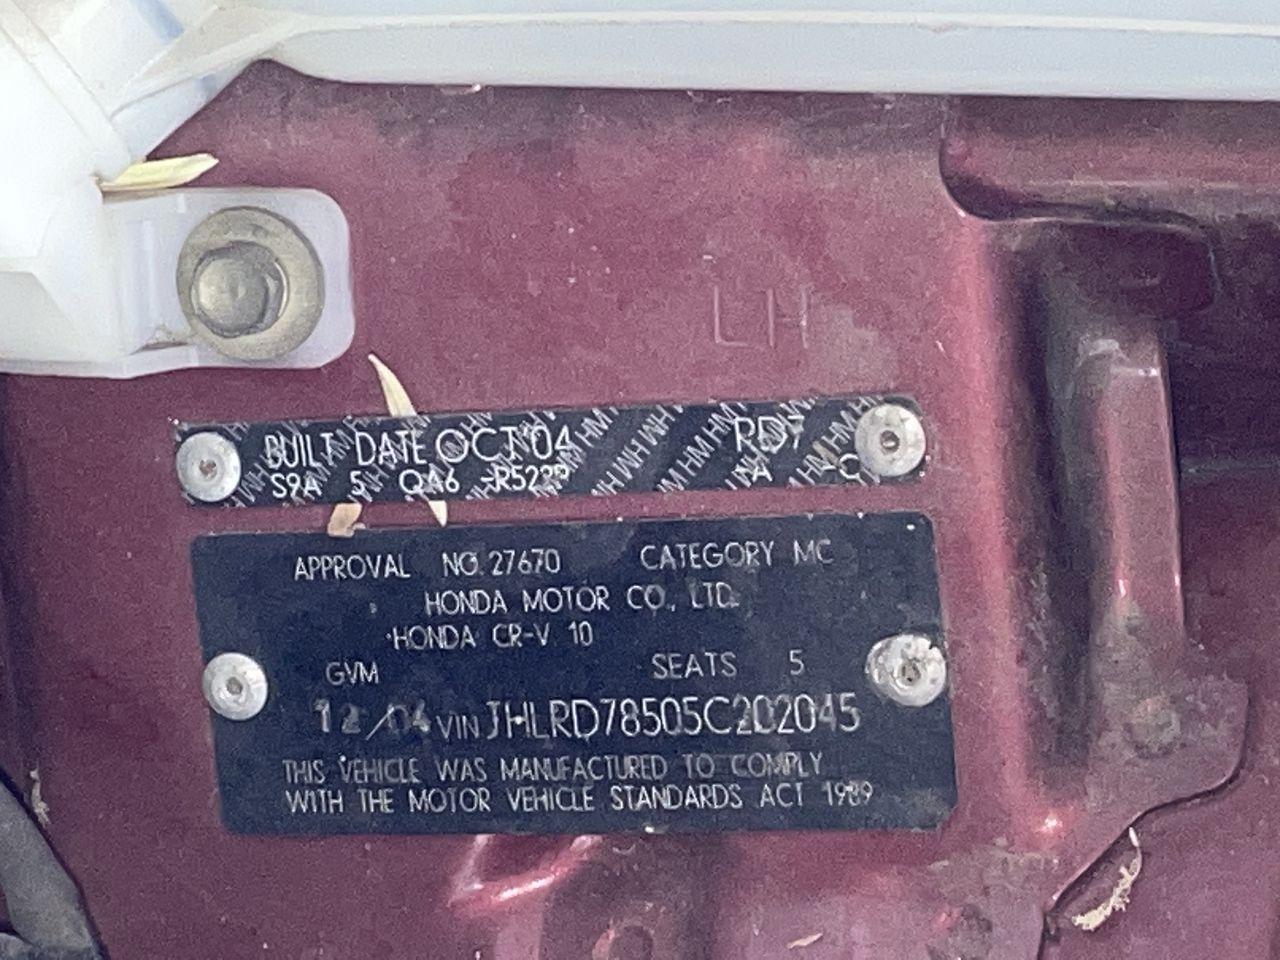 LH
BUILT DATE OCT'04 RD7
S9A 5 QA6 -R522P A -C
APPROVAL NO. 27670 CATEGORY MC
HONDA MOTOR CO., LTD.
HONDA CR-V 10
GVM SEATS 5
12/04 VIN JHLRD78505C202045
THIS VEHICLE WAS MANUFACTURED TO COMPLY
WITH THE MOTOR VEHICLE STANDARDS ACT 1989